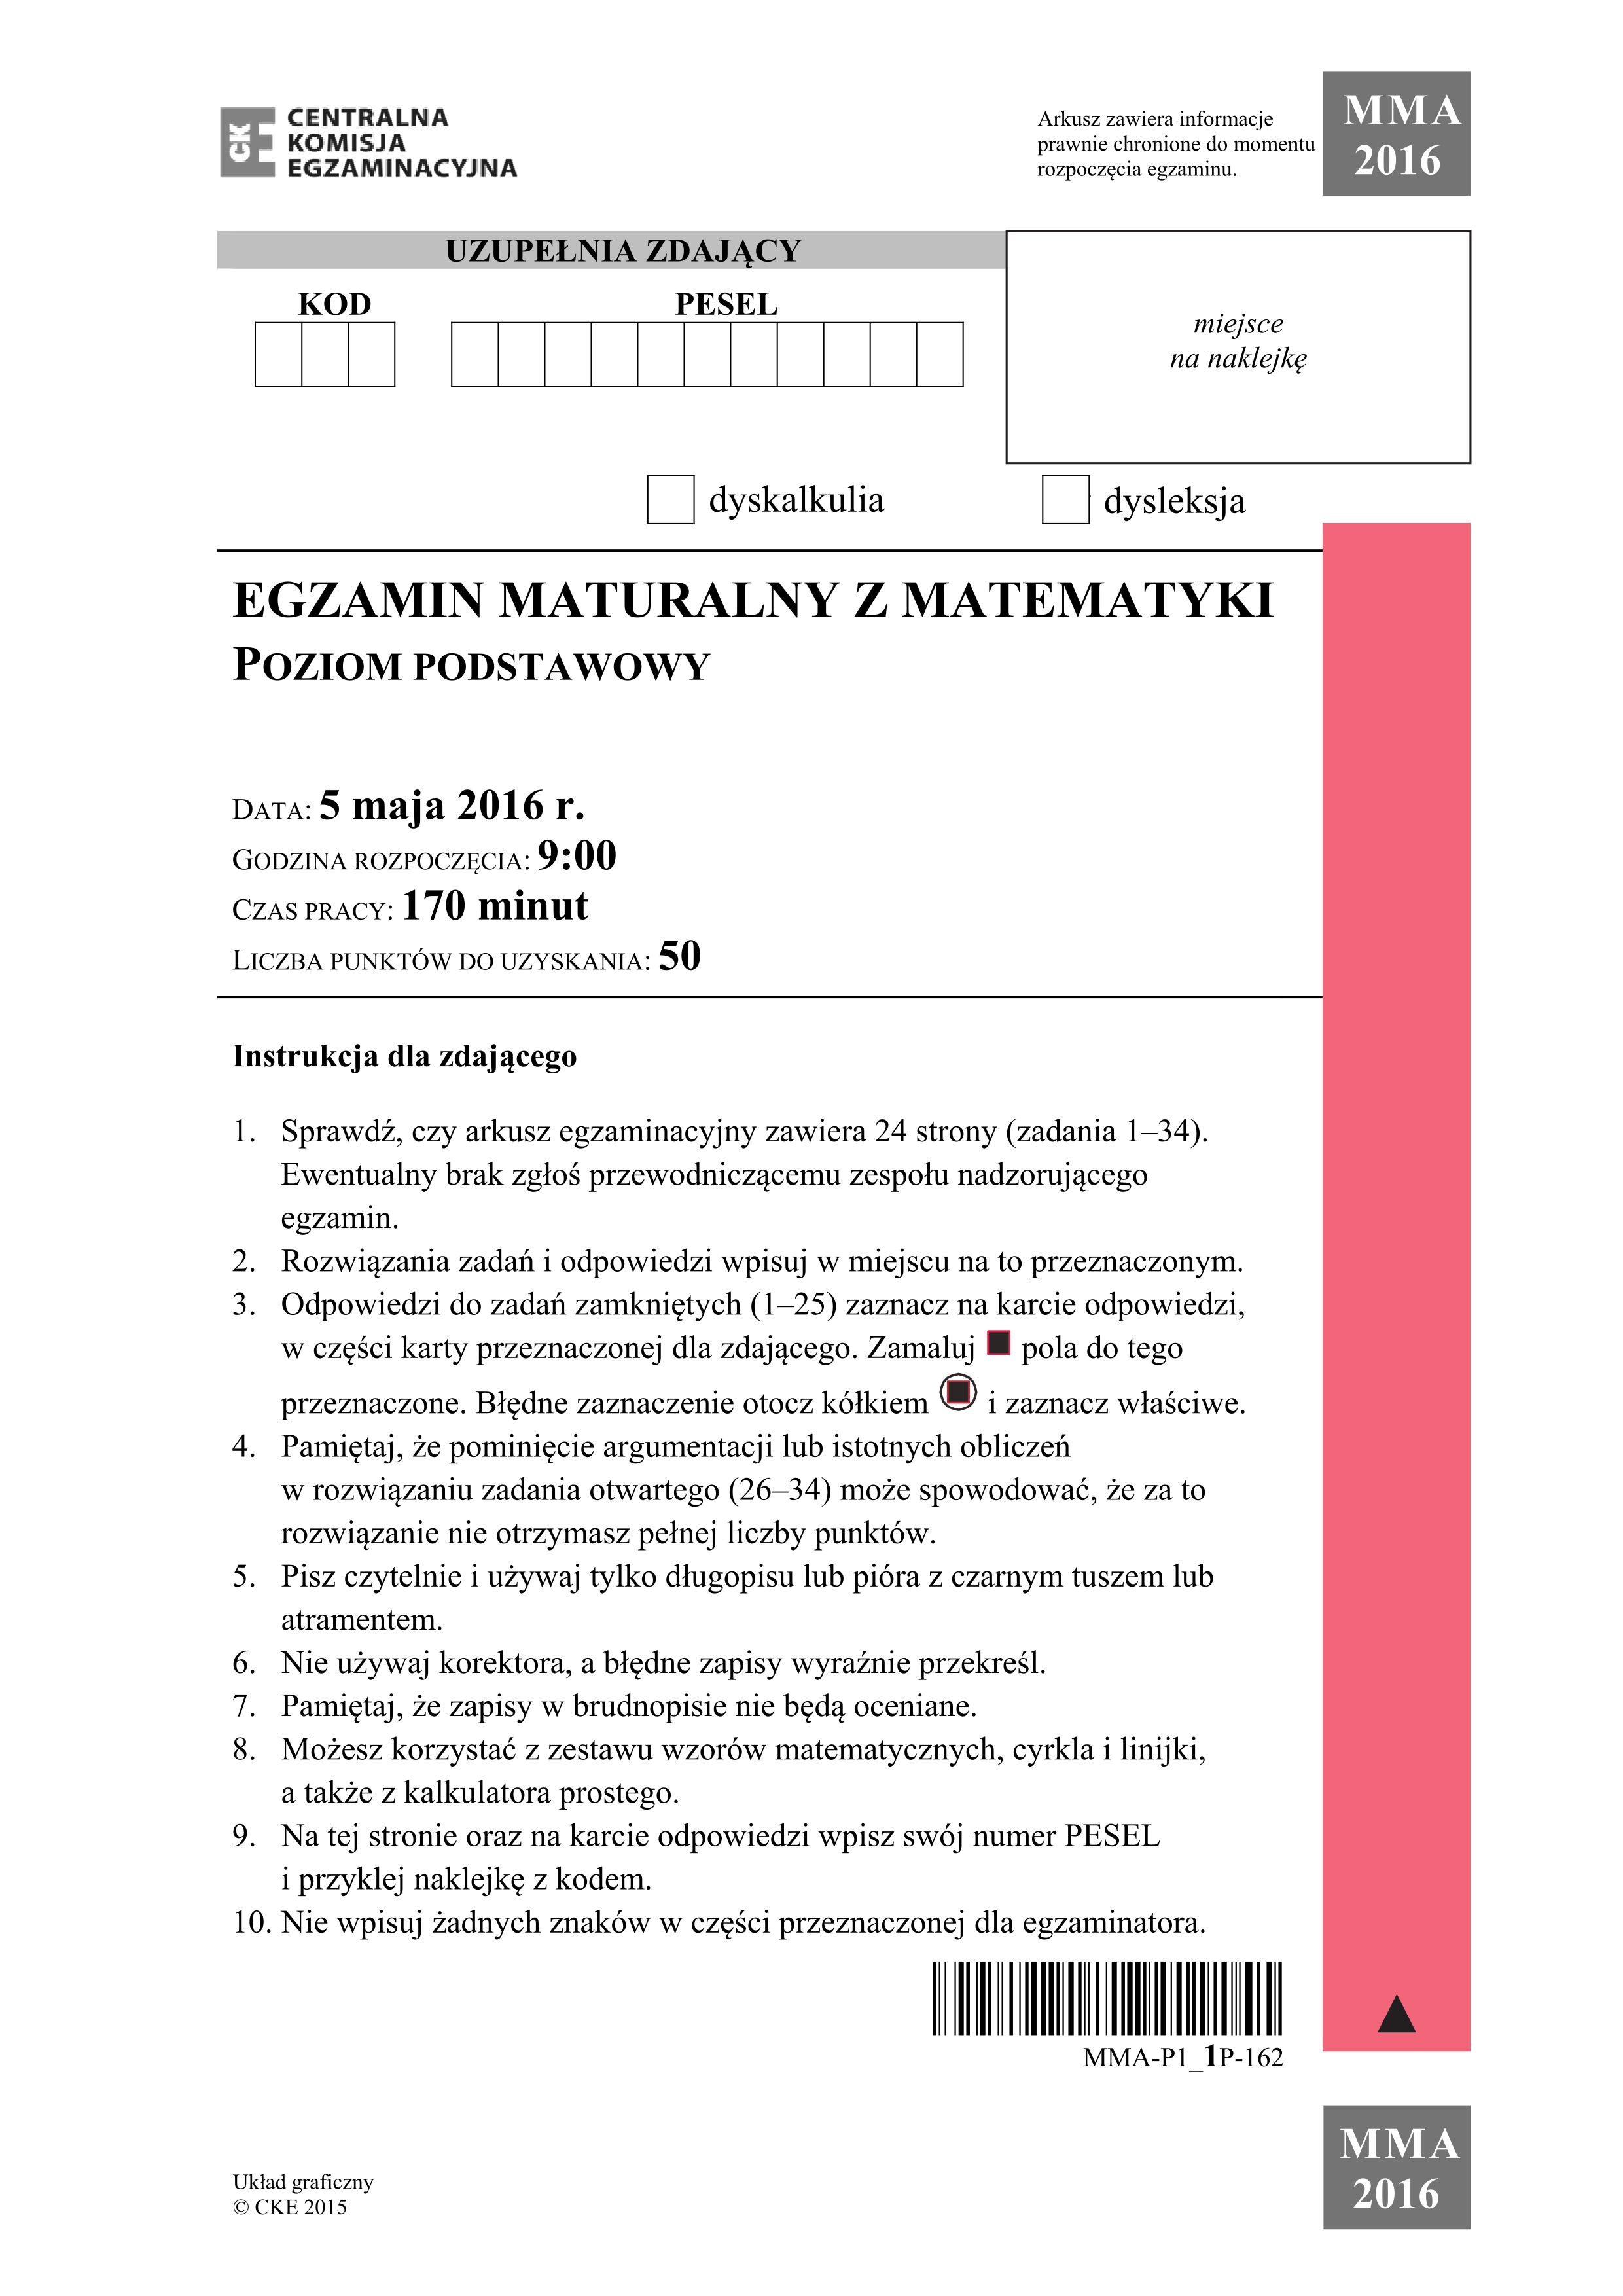 CK
E
CENTRALNA
KOMISJA
EGZAMINACYJNA
Arkusz zawiera informacje
prawnie chronione do momentu
rozpoczęcia egzaminu.
MMA
2016
UZUPEŁNIA ZDAJĄCY
KOD
PESEL
miejsce
na naklejkę
dyskalkulia
dysleksja
EGZAMIN MATURALNY Z MATEMATYKI
POZIOM PODSTAWOWY
DATA: 5 maja 2016 r.
GODZINA ROZPOCZĘCIA: 9:00
CZAS PRACY: 170 minut
LICZBA PUNKTÓW DO UZYSKANIA: 50
Instrukcja dla zdającego
1. Sprawdź, czy arkusz egzaminacyjny zawiera 24 strony (zadania 1–34).
Ewentualny brak zgłoś przewodniczącemu zespołu nadzorującego
egzamin.
2. Rozwiązania zadań i odpowiedzi wpisuj w miejscu na to przeznaczonym.
3. Odpowiedzi do zadań zamkniętych (1–25) zaznacz na karcie odpowiedzi,
w części karty przeznaczonej dla zdającego. Zamaluj pola do tego
przeznaczone. Błędne zaznaczenie otocz kółkiem i zaznacz właściwe.
4. Pamiętaj, że pominięcie argumentacji lub istotnych obliczeń
w rozwiązaniu zadania otwartego (26–34) może spowodować, że za to
rozwiązanie nie otrzymasz pełnej liczby punktów.
5. Pisz czytelnie i używaj tylko długopisu lub pióra z czarnym tuszem lub
atramentem.
6. Nie używaj korektora, a błędne zapisy wyraźnie przekreśl.
7. Pamiętaj, że zapisy w brudnopisie nie będą oceniane.
8. Możesz korzystać z zestawu wzorów matematycznych, cyrkla i linijki,
a także z kalkulatora prostego.
9. Na tej stronie oraz na karcie odpowiedzi wpisz swój numer PESEL
i przyklej naklejkę z kodem.
10. Nie wpisuj żadnych znaków w części przeznaczonej dla egzaminatora.
MMA-P1_1P-162
Układ graficzny
© CKE 2015
MMA
2016